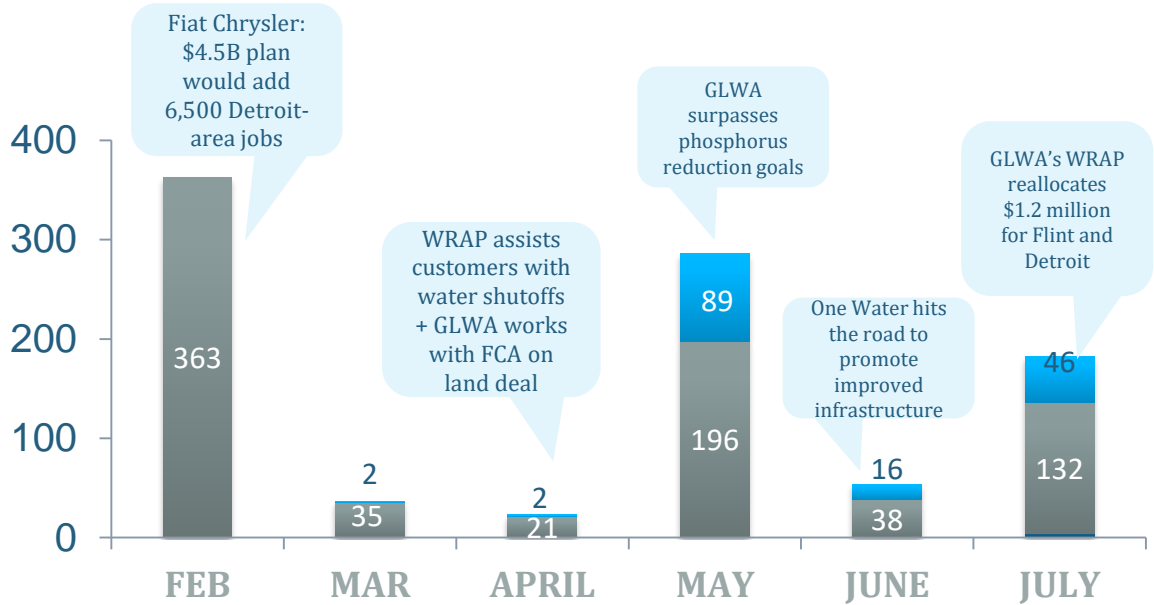 Fiat Chrysler:
$4.5B plan
would add
6,500 Detroit-
area jobs
GLWA
surpasses
phosphorus
reduction goals
GLWA’s WRAP
reallocates
$1.2 million
for Flint and
Detroit
WRAP assists
customers with
water shutoffs
+ GLWA works
with FCA on
land deal
One Water hits
the road to
promote
improved
infrastructure
400
300
200
100
0
363
2
35
2
21
89
196
16
38
46
132
FEB
MAR
APRIL
MAY
JUNE
JULY